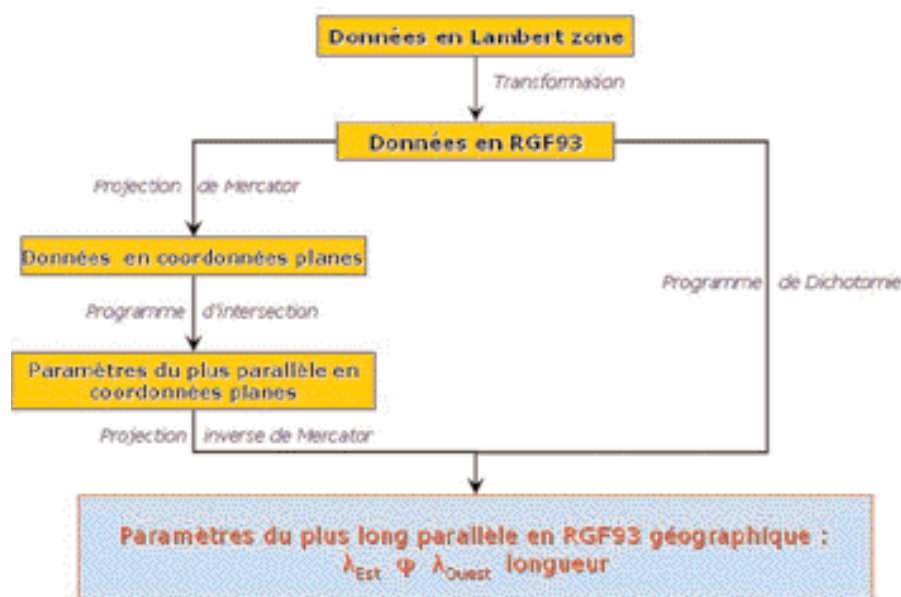 Données en Lambert zone
Transformation
Données en RGF93
Projection de Mercator
Données en coordonnées planes
Programme de Dichotomie
Programme d'intersection
Paramètres du plus parallèle en
coordonnées planes
Projection inverse de Mercator
Paramètres du plus long parallèle en RGF93 géographique :
λEst φ λOuest longueur